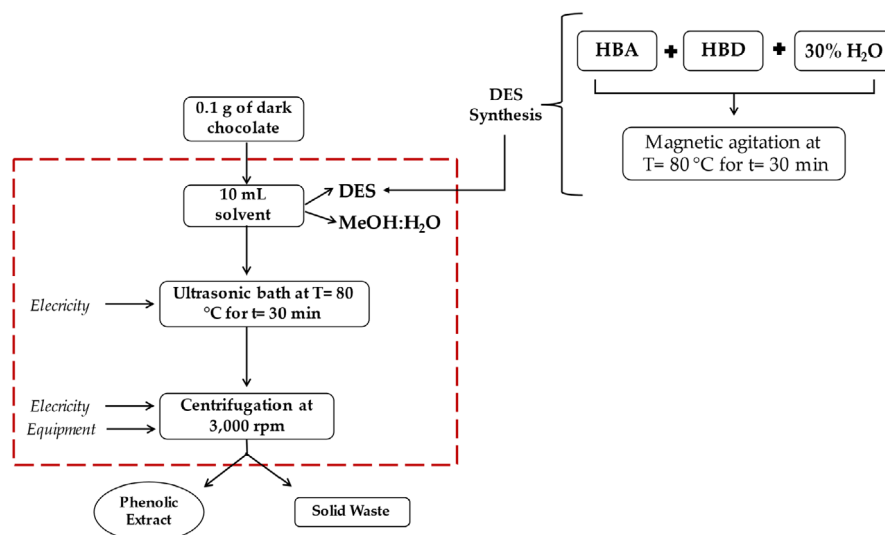 HBA + HBD + 30% H₂O
DES
Synthesis
Magnetic agitation at
T= 80 °C for t= 30 min
0.1 g of dark
chocolate
10 mL
solvent
DES
MeOH:H₂O
Elecricity
Ultrasonic bath at T= 80
°C for t= 30 min
Elecricity
Equipment
Centrifugation at
3,000 rpm
Phenolic
Extract
Solid Waste